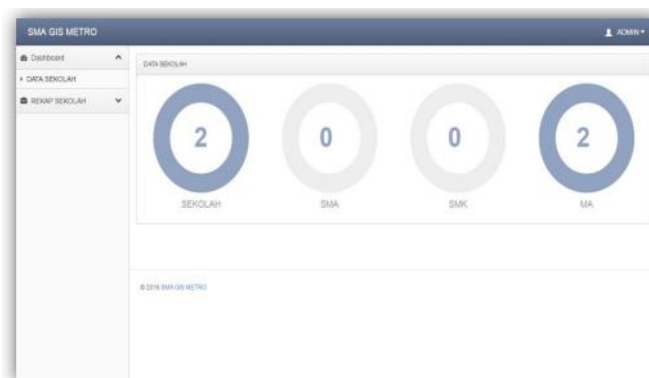 SMA GIS METRO
ADMIN
Dashboard
DATA SEKOLAH
REKAP SEKOLAH
DATA SEKOLAH
2 0 0 2
SEKOLAH SMA SMK MA
© 2016 SMA GIS METRO